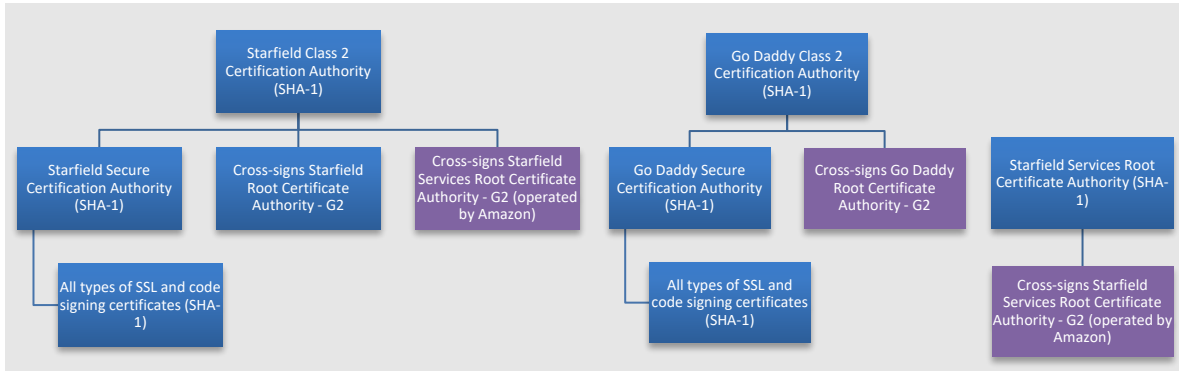 Starfield Class 2
Certification Authority
(SHA-1)
Go Daddy Class 2
Certification Authority
(SHA-1)
Starfield Secure
Certification Authority
(SHA-1)
Cross-signs Starfield
Root Certificate
Authority - G2
Cross-signs Starfield
Services Root Certificate
Authority - G2 (operated
by Amazon)
Go Daddy Secure
Certification Authority
(SHA-1)
Cross-signs Go Daddy
Root Certificate
Authority - G2
Starfield Services Root
Certificate Authority (SHA-
1)
All types of SSL and code
signing certificates (SHA-
1)
All types of SSL and
code signing certificates
(SHA-1)
Cross-signs Starfield
Services Root Certificate
Authority - G2 (operated by
Amazon)